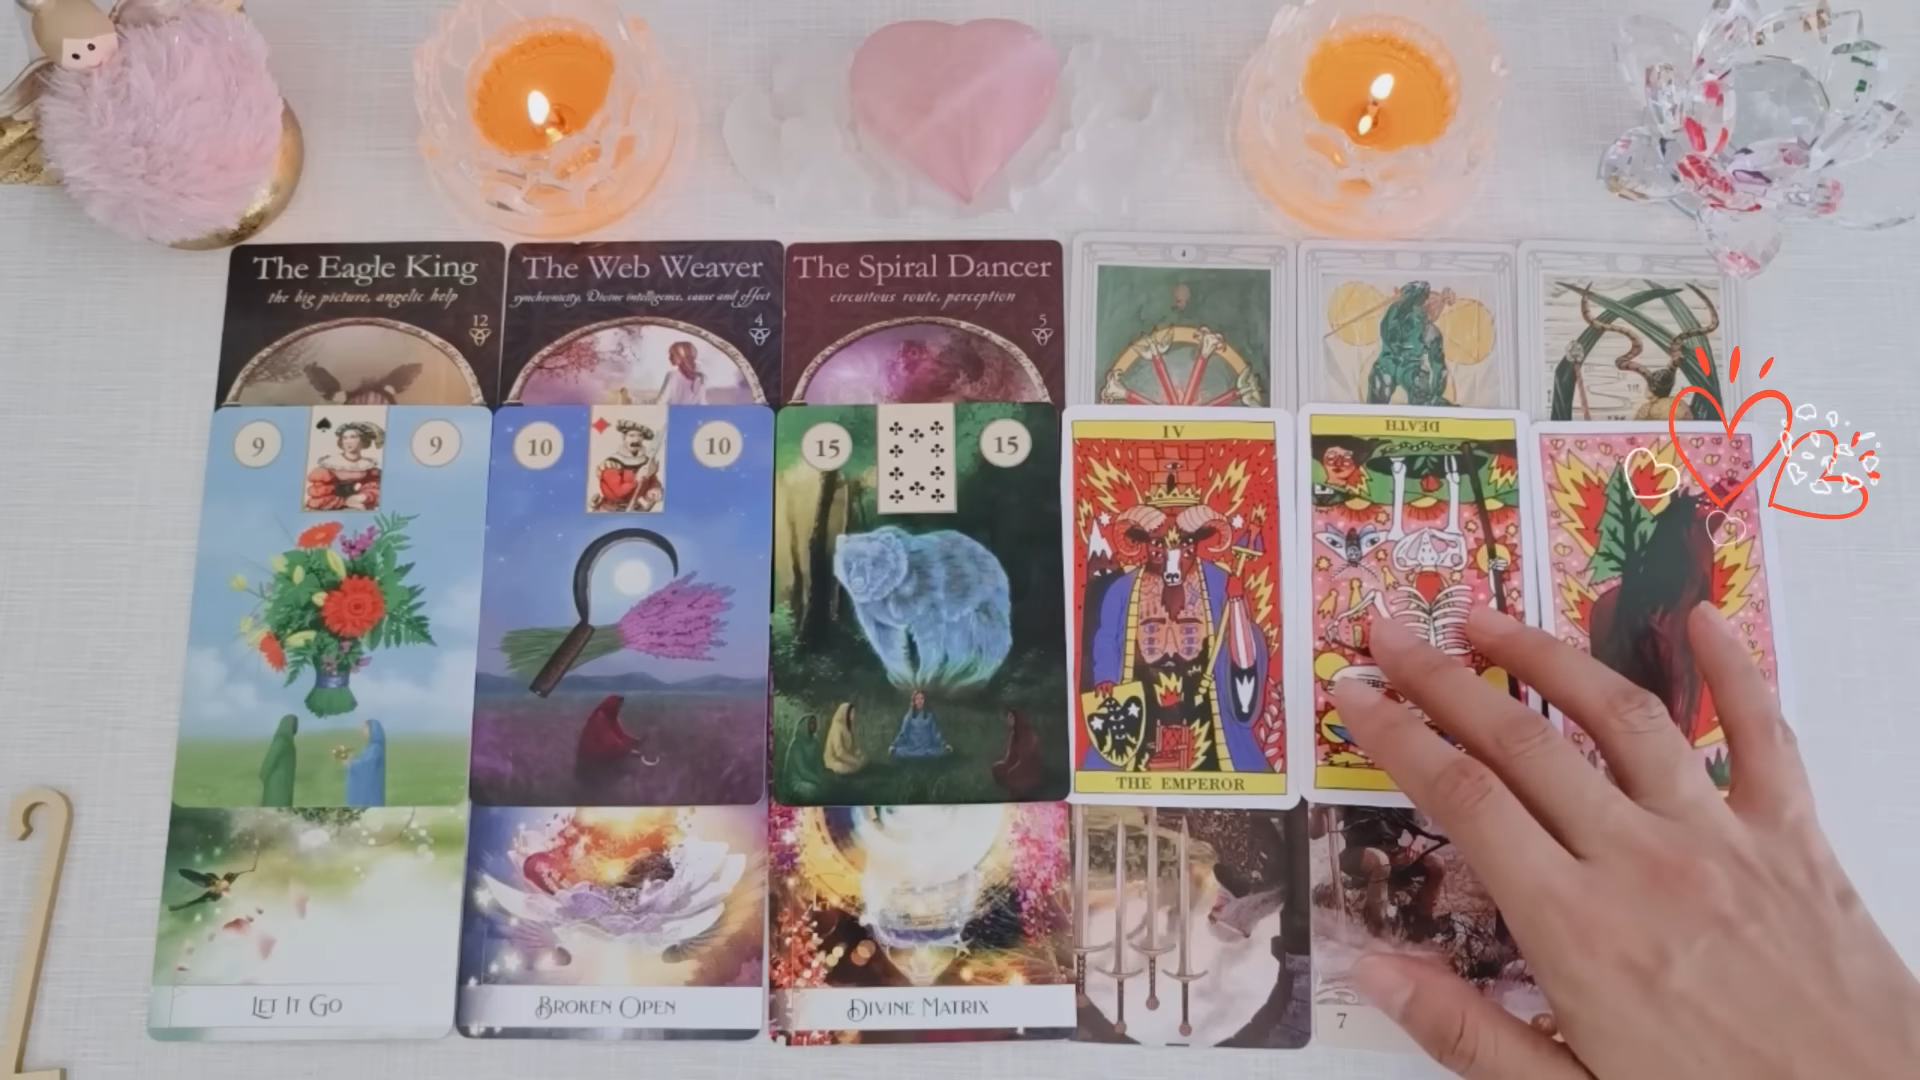 The Eagle King
the big picture, angelic help
12
The Web Weaver
synchronicity, Divine intelligence, cause and effect
4
The Spiral Dancer
circuitous route, perception
5
4
9
9
10
10
15
15
IV
DEATH
THE EMPEROR
LET IT GO
BROKEN OPEN
DIVINE MATRIX
7